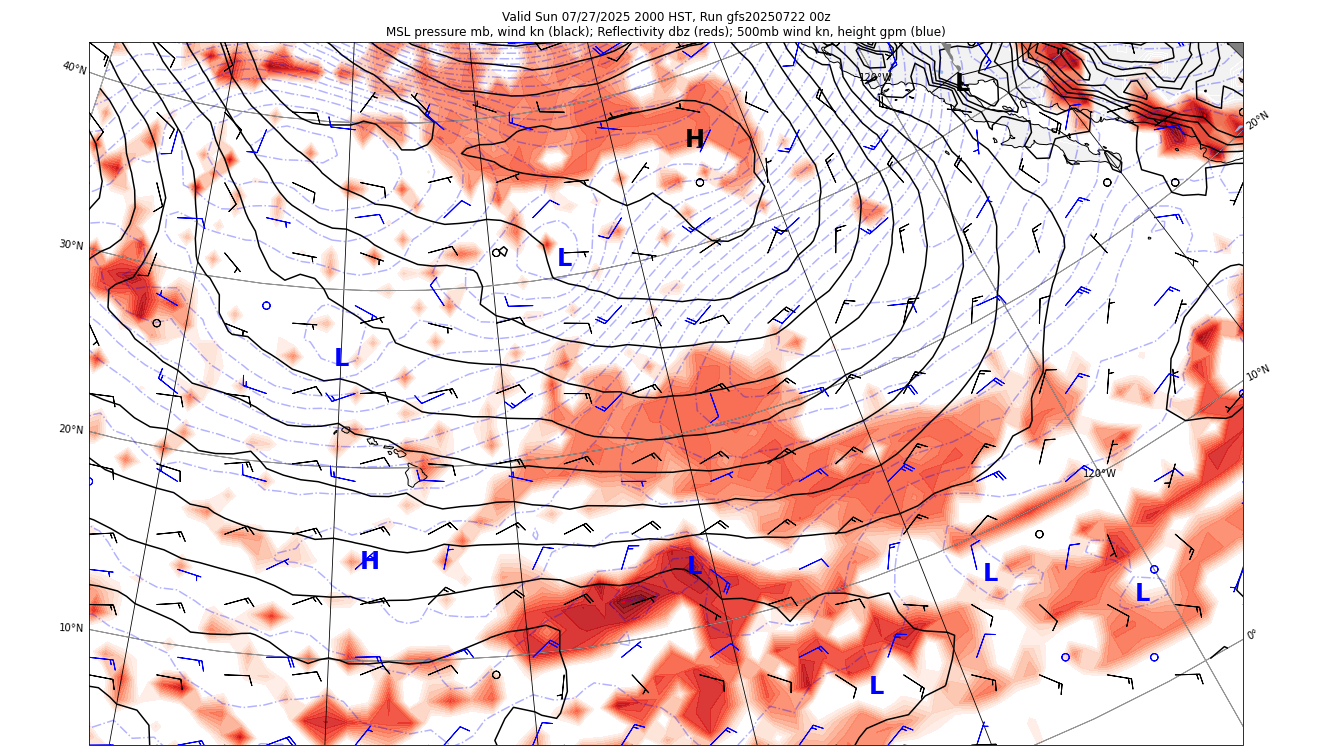 Valid Sun 07/27/2025 2000 HST, Run gfs20250722 00z
MSL pressure mb, wind kn (black); Reflectivity dbz (reds); 500mb wind kn, height gpm (blue)
40°N
120°W
L
20°N
H
30°N
L
L
10°N
20°N
120°W
H
L
L
L
10°N
0°
L